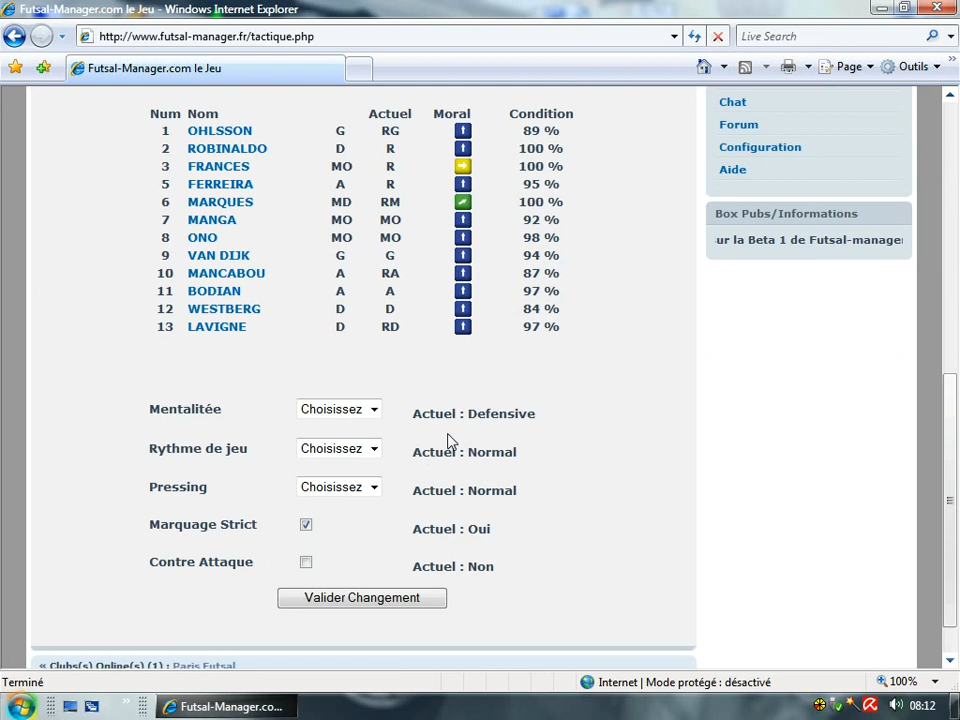 Futsal-Manager.com le Jeu - Windows Internet Explorer
http://www.futsal-manager.fr/tactique.php
Live Search
Futsal-Manager.com le Jeu
Page
Outils
Num Nom Actuel Moral Condition
1 OHLSSON G RG 89 %
2 ROBINALDO D R 100 %
3 FRANCES MO R 100 %
5 FERREIRA A R 95 %
6 MARQUES MD RM 100 %
7 MANGA MO MO 92 %
8 ONO MO MO 98 %
9 VAN DIJK G G 94 %
10 MANCABOU A RA 87 %
11 BODIAN A A 97 %
12 WESTBERG D D 84 %
13 LAVIGNE D RD 97 %
Mentalitée Choisissez Actuel : Defensive
Rythme de jeu Choisissez Actuel : Normal
Pressing Choisissez Actuel : Normal
Marquage Strict Actuel : Oui
Contre Attaque Actuel : Non
Valider Changement
« Clubs(s) Online(s) (1) : Paris Futsal
Chat
Forum
Configuration
Aide
Box Pubs/Informations
sur la Beta 1 de Futsal-manager
Terminé
Internet | Mode protégé : désactivé
100%
Futsal-Manager.co...
08:12